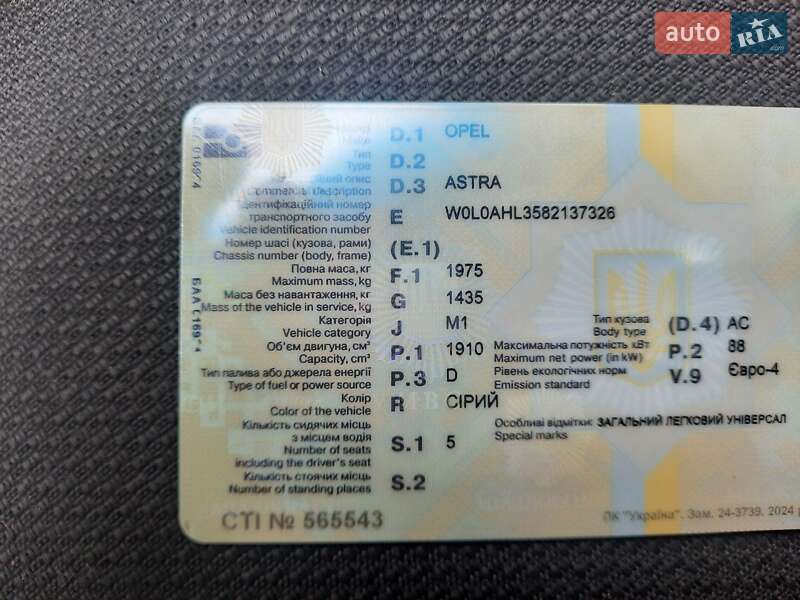 auto RIA .com
D.1 OPEL
Тип
Type D.2
D.3 ASTRA
Ідентифікаційний номер
транспортного засобу E W0L0AHL3582137326
Vehicle identification number
Номер шасі (кузова, рами) (E.1)
Chassis number (body, frame)
Повна маса, кг F.1 1975
Maximum mass, kg
Маса без навантаження, кг G 1435
Mass of the vehicle in service, kg
Категорія J M1
Vehicle category
Тип кузова (D.4) AC
Body type
Об'єм двигуна, см³ P.1 1910
Capacity, cm³
Максимальна потужність кВт P.2 88
Maximum net power (in kW)
Тип палива або джерела енергії P.3 D
Type of fuel or power source
Рівень екологічних норм V.9 Євро-4
Emission standard
Колір R СІРИЙ
Color of the vehicle
Особливі відмітки: ЗАГАЛЬНИЙ ЛЕГКОВИЙ УНІВЕРСАЛ
Special marks
Кількість сидячих місць
з місцем водія S.1 5
Number of seats
including the driver's seat
Кількість стоячих місць S.2
Number of standing places
СТІ № 565543
ПК "Україна". Зам. 24-3739. 2024 р